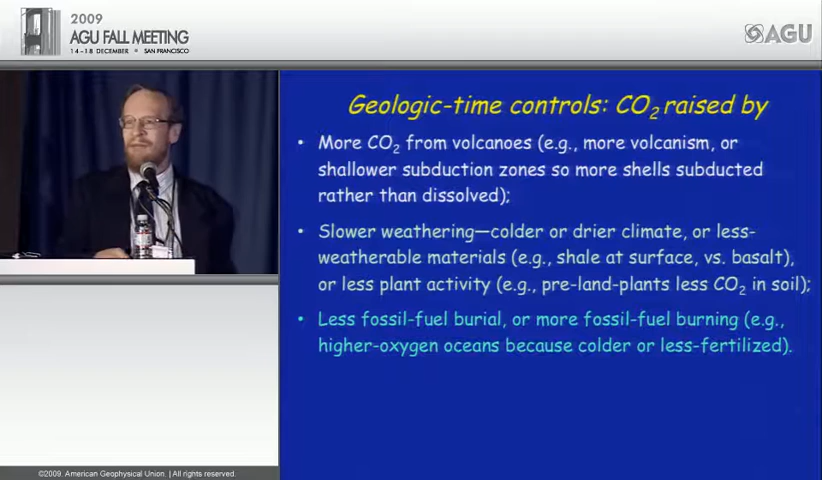 2009
AGU FALL MEETING
14-18 DECEMBER • SAN FRANCISCO
AGU
Geologic-time controls: CO₂ raised by
• More CO₂ from volcanoes (e.g., more volcanism, or
shallower subduction zones so more shells subducted
rather than dissolved);
• Slower weathering—colder or drier climate, or less-
weatherable materials (e.g., shale at surface, vs. basalt),
or less plant activity (e.g., pre-land-plants less CO₂ in soil);
• Less fossil-fuel burial, or more fossil-fuel burning (e.g.,
higher-oxygen oceans because colder or less-fertilized).
©2009. American Geophysical Union. | All rights reserved.